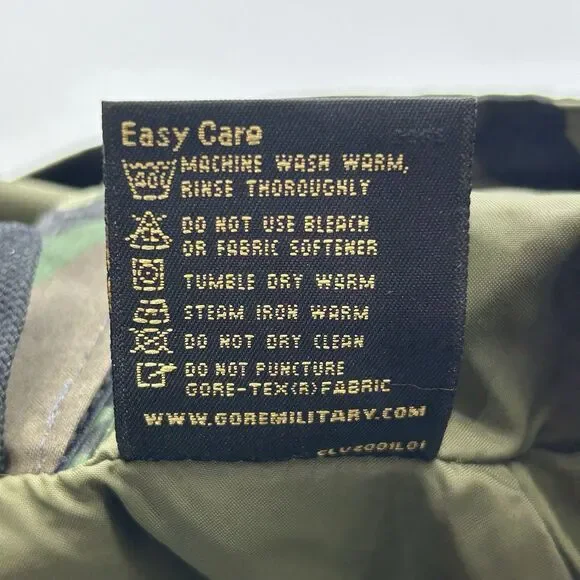 Easy Care
40
MACHINE WASH WARM,
RINSE THOROUGHLY
DO NOT USE BLEACH
OR FABRIC SOFTENER
TUMBLE DRY WARM
STEAM IRON WARM
DO NOT DRY CLEAN
DO NOT PUNCTURE
GORE-TEX(R)FABRIC
WWW.GOREMILITARY.COM